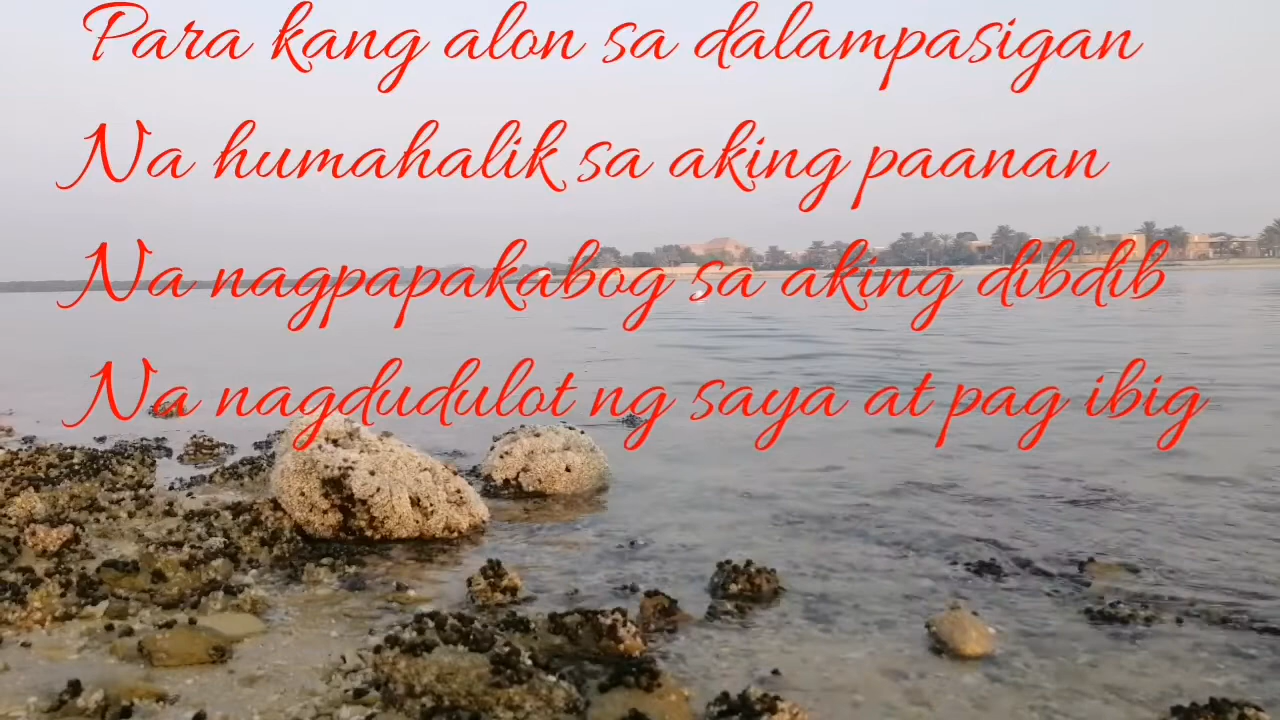 Para kang alon sa dalampasigan
Na humahalik sa aking paanan
Na nagpapakabog sa aking dibdib
Na nagdudulot ng saya at pag ibig